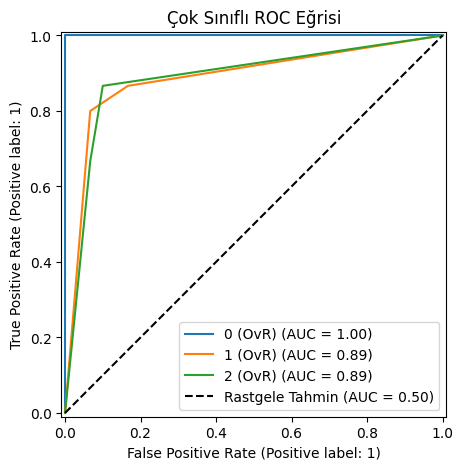 Çok Sınıflı ROC Eğrisi
True Positive Rate (Positive label: 1)
1.0
0.8
0.6
0.4
0.2
0.0
0 (OvR) (AUC = 1.00)
1 (OvR) (AUC = 0.89)
2 (OvR) (AUC = 0.89)
Rastgele Tahmin (AUC = 0.50)
0.0 0.2 0.4 0.6 0.8 1.0
False Positive Rate (Positive label: 1)